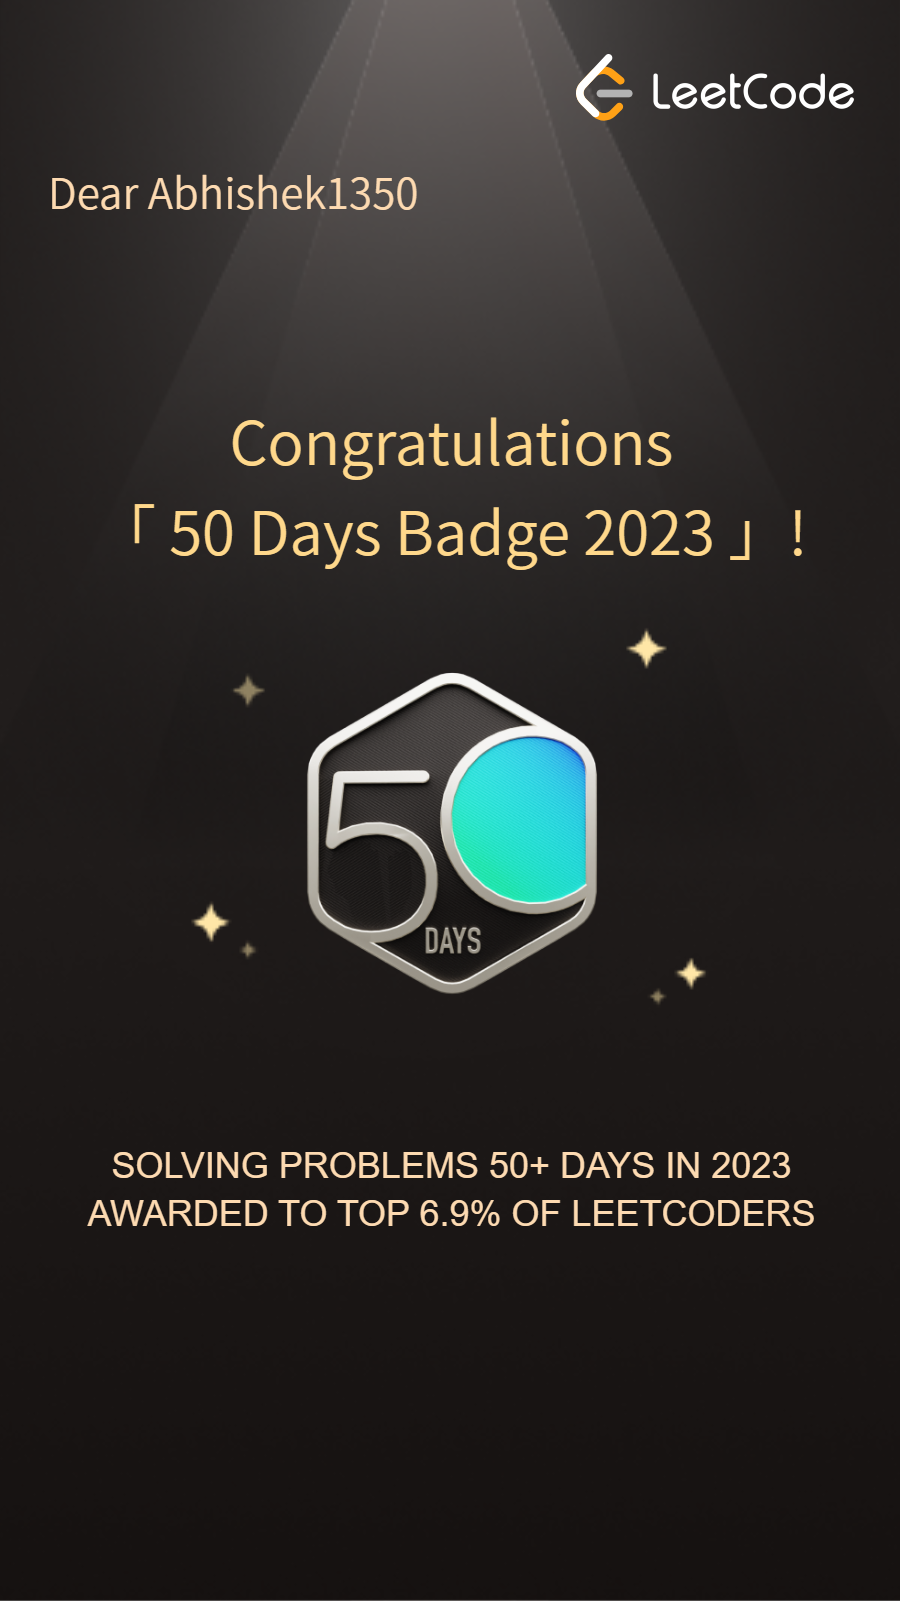 LeetCode
Dear Abhishek1350
Congratulations
「 50 Days Badge 2023 」 !
50
DAYS
SOLVING PROBLEMS 50+ DAYS IN 2023
AWARDED TO TOP 6.9% OF LEETCODERS